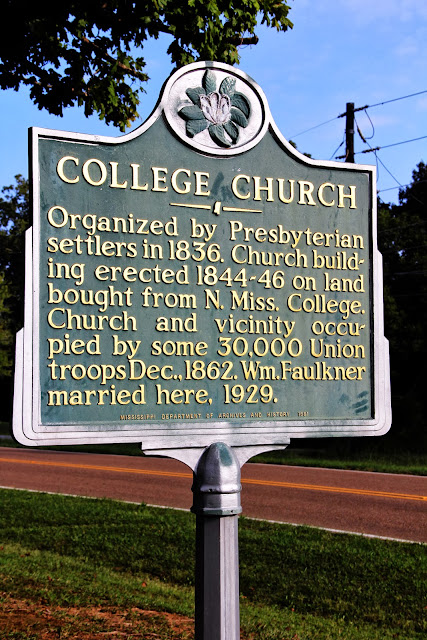 COLLEGE CHURCH
Organized by Presbyterian
settlers in 1836. Church build-
ing erected 1844-46 on land
bought from N. Miss. College.
Church and vicinity occu-
pied by some 30,000 Union
troops Dec., 1862. Wm. Faulkner
married here, 1929.
MISSISSIPPI DEPARTMENT OF ARCHIVES AND HISTORY